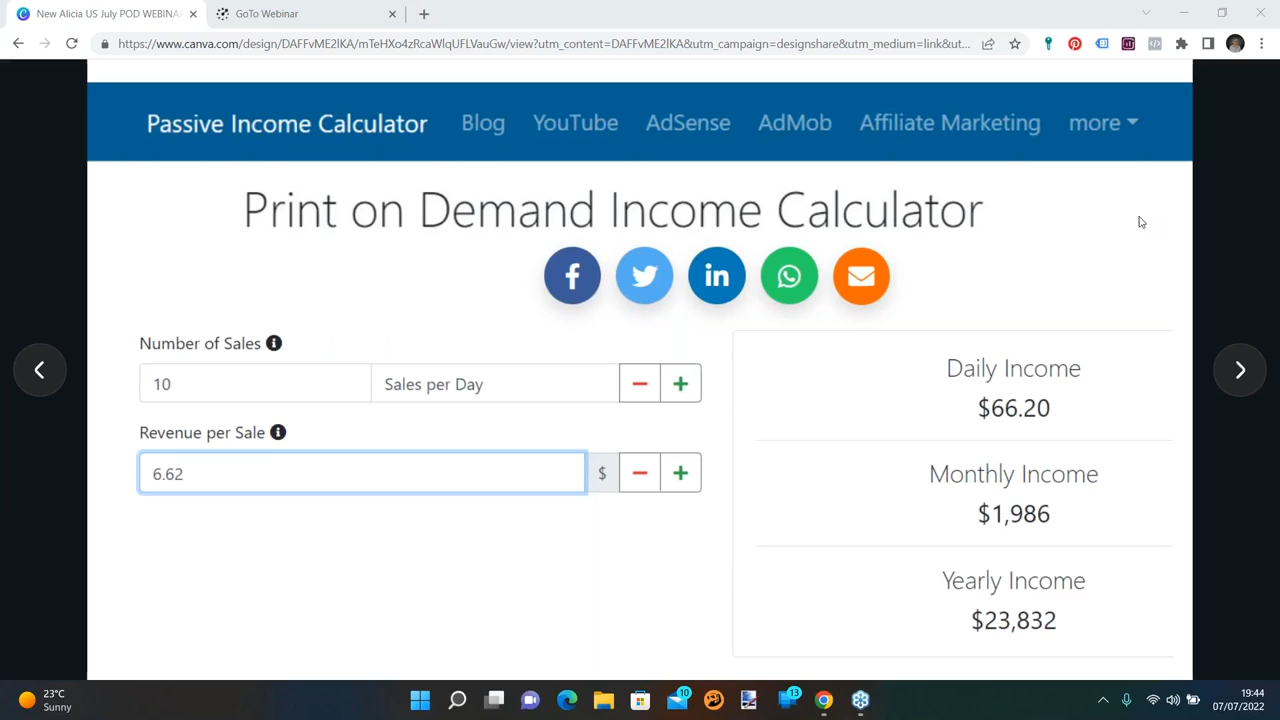 New Alicia US July POD WEBINA
GoTo Webinar
https://www.canva.com/design/DAFFvME2lKA/mTeHXo4zRaWlqtFLVauGw/view?utm_content=DAFFvME2lKA&utm_campaign=designshare&utm_medium=link&ut...
Passive Income Calculator Blog YouTube AdSense AdMob Affiliate Marketing more
Print on Demand Income Calculator
Number of Sales
10 Sales per Day
Revenue per Sale
6.62 $
Daily Income
$66.20
Monthly Income
$1,986
Yearly Income
$23,832
23°C
Sunny
10
13
19:44
07/07/2022